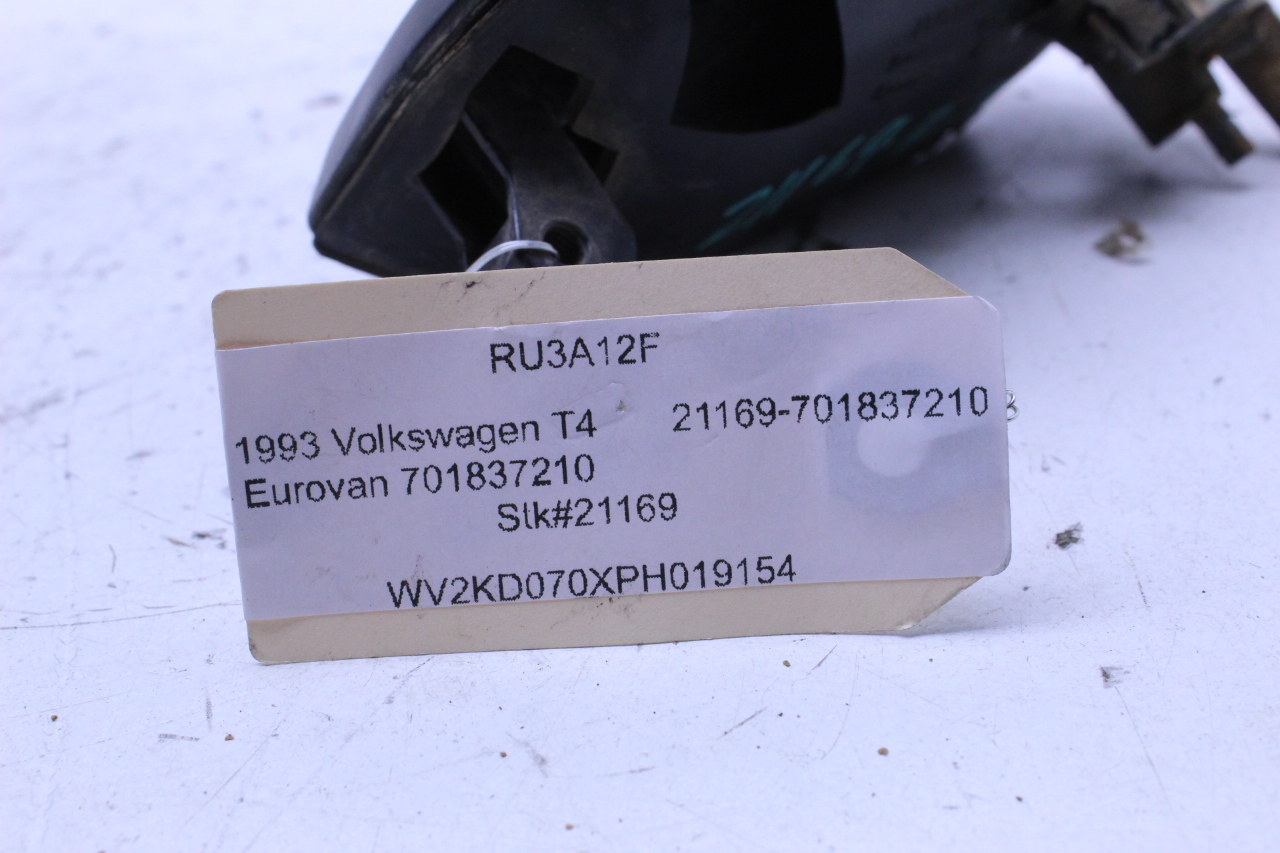 RU3A12F
1993 Volkswagen T4 21169-701837210
Eurovan 701837210
Stk#21169
WV2KD070XPH019154